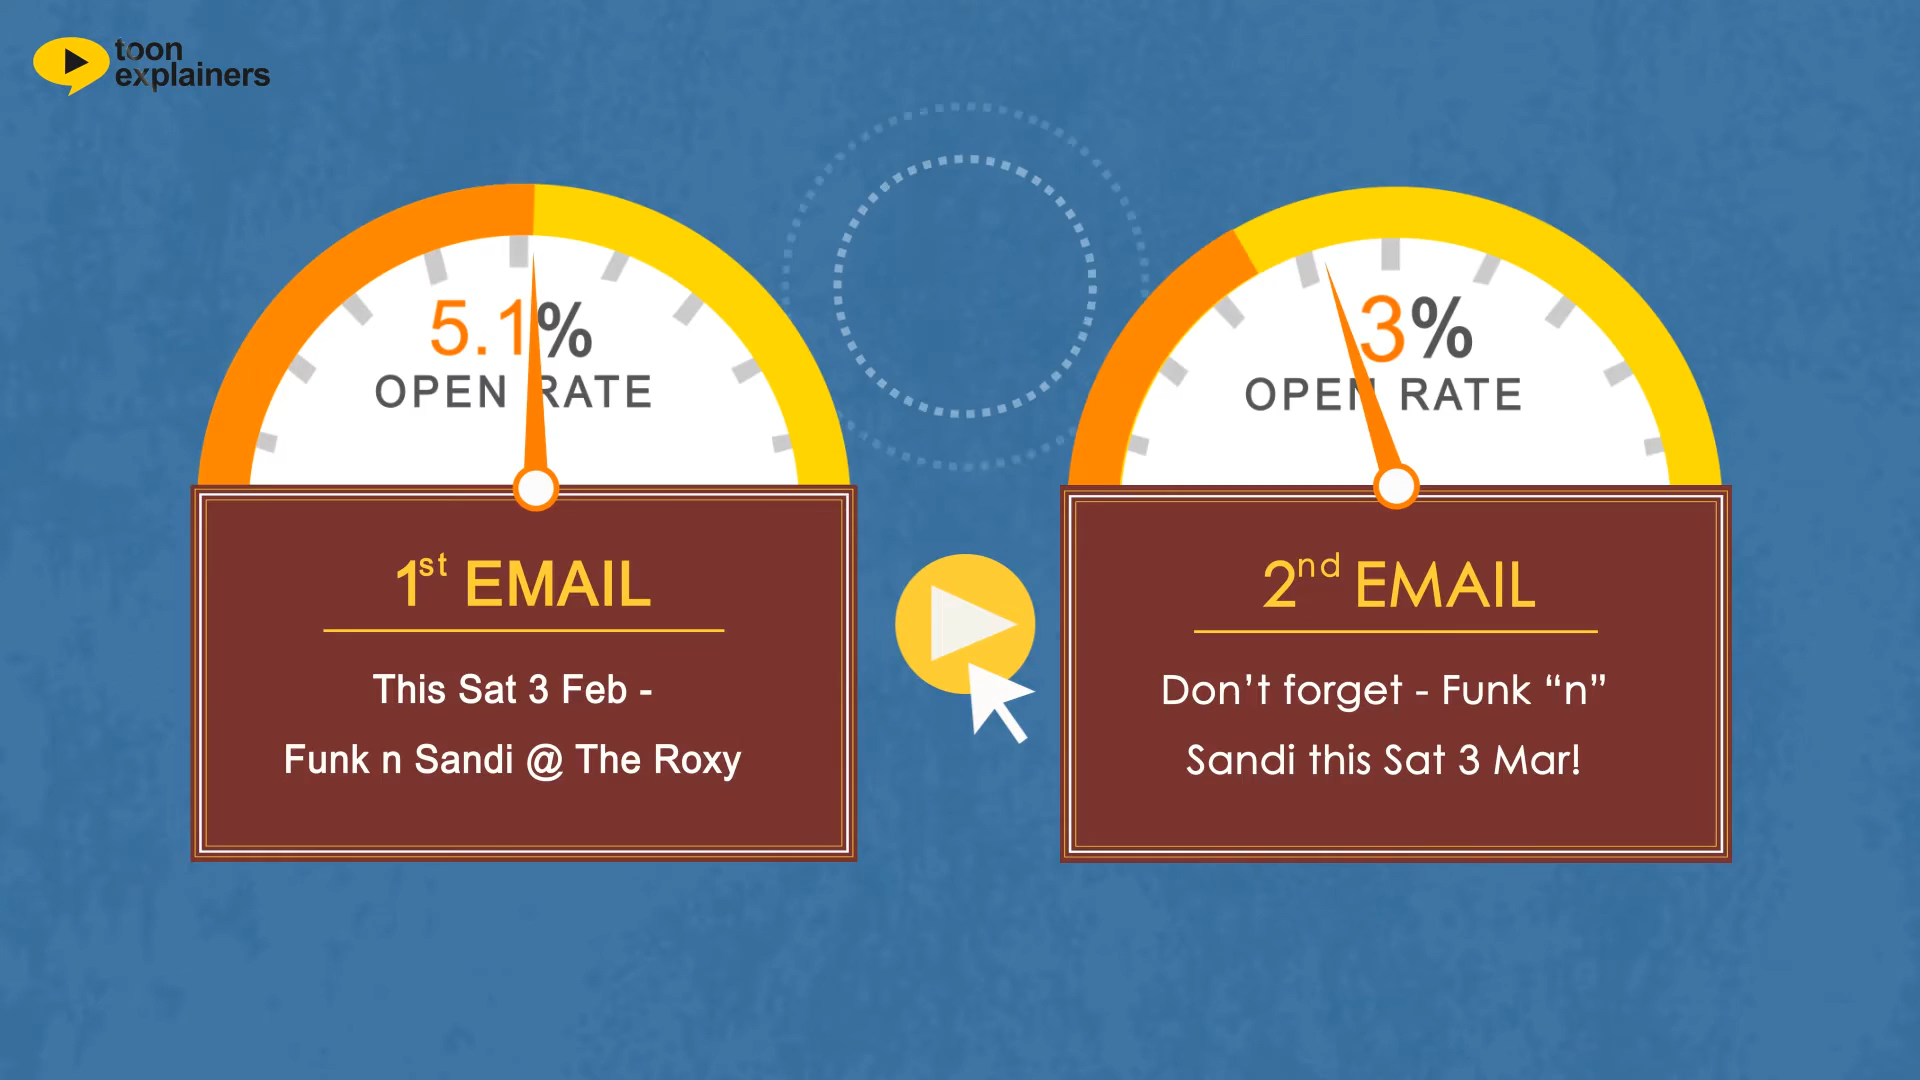 toon
explainers
5.1%
OPEN RATE
3%
OPEN RATE
1st EMAIL
This Sat 3 Feb -
Funk n Sandi @ The Roxy
2nd EMAIL
Don’t forget - Funk “n”
Sandi this Sat 3 Mar!